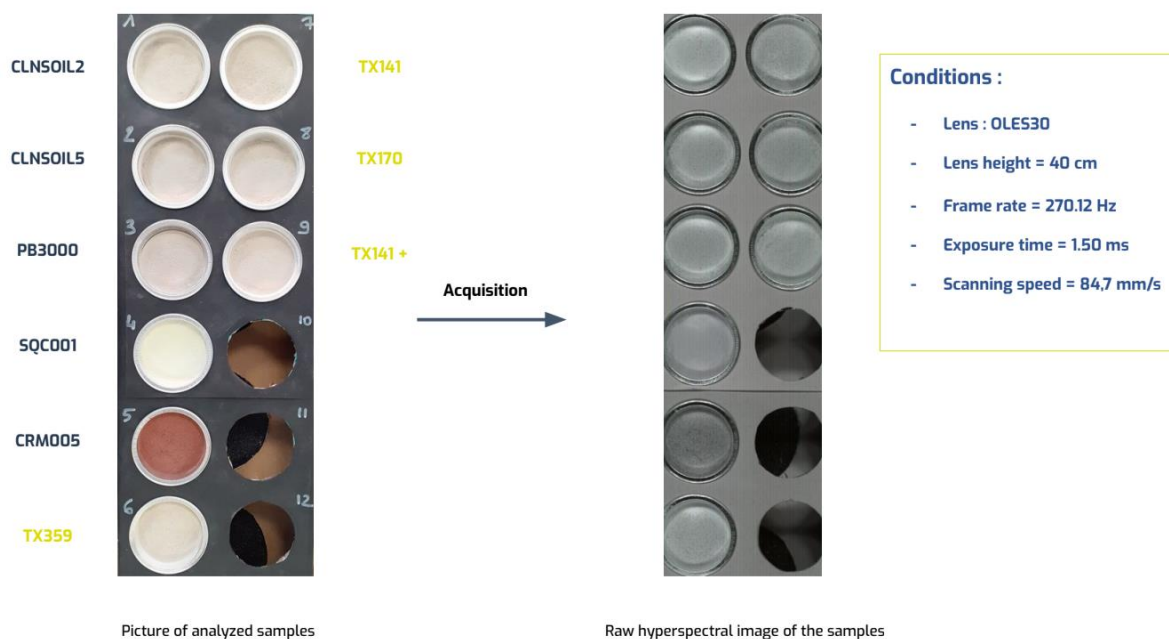 CLNSOIL2
TX141
CLNSOIL5
TX170
PB3000
TX141 +
SQC001
CRM005
TX359
1
7
2
8
3
9
4
10
5
11
6
12
Acquisition
Conditions :
- Lens : OLES30
- Lens height = 40 cm
- Frame rate = 270.12 Hz
- Exposure time = 1.50 ms
- Scanning speed = 84,7 mm/s
Picture of analyzed samples
Raw hyperspectral image of the samples